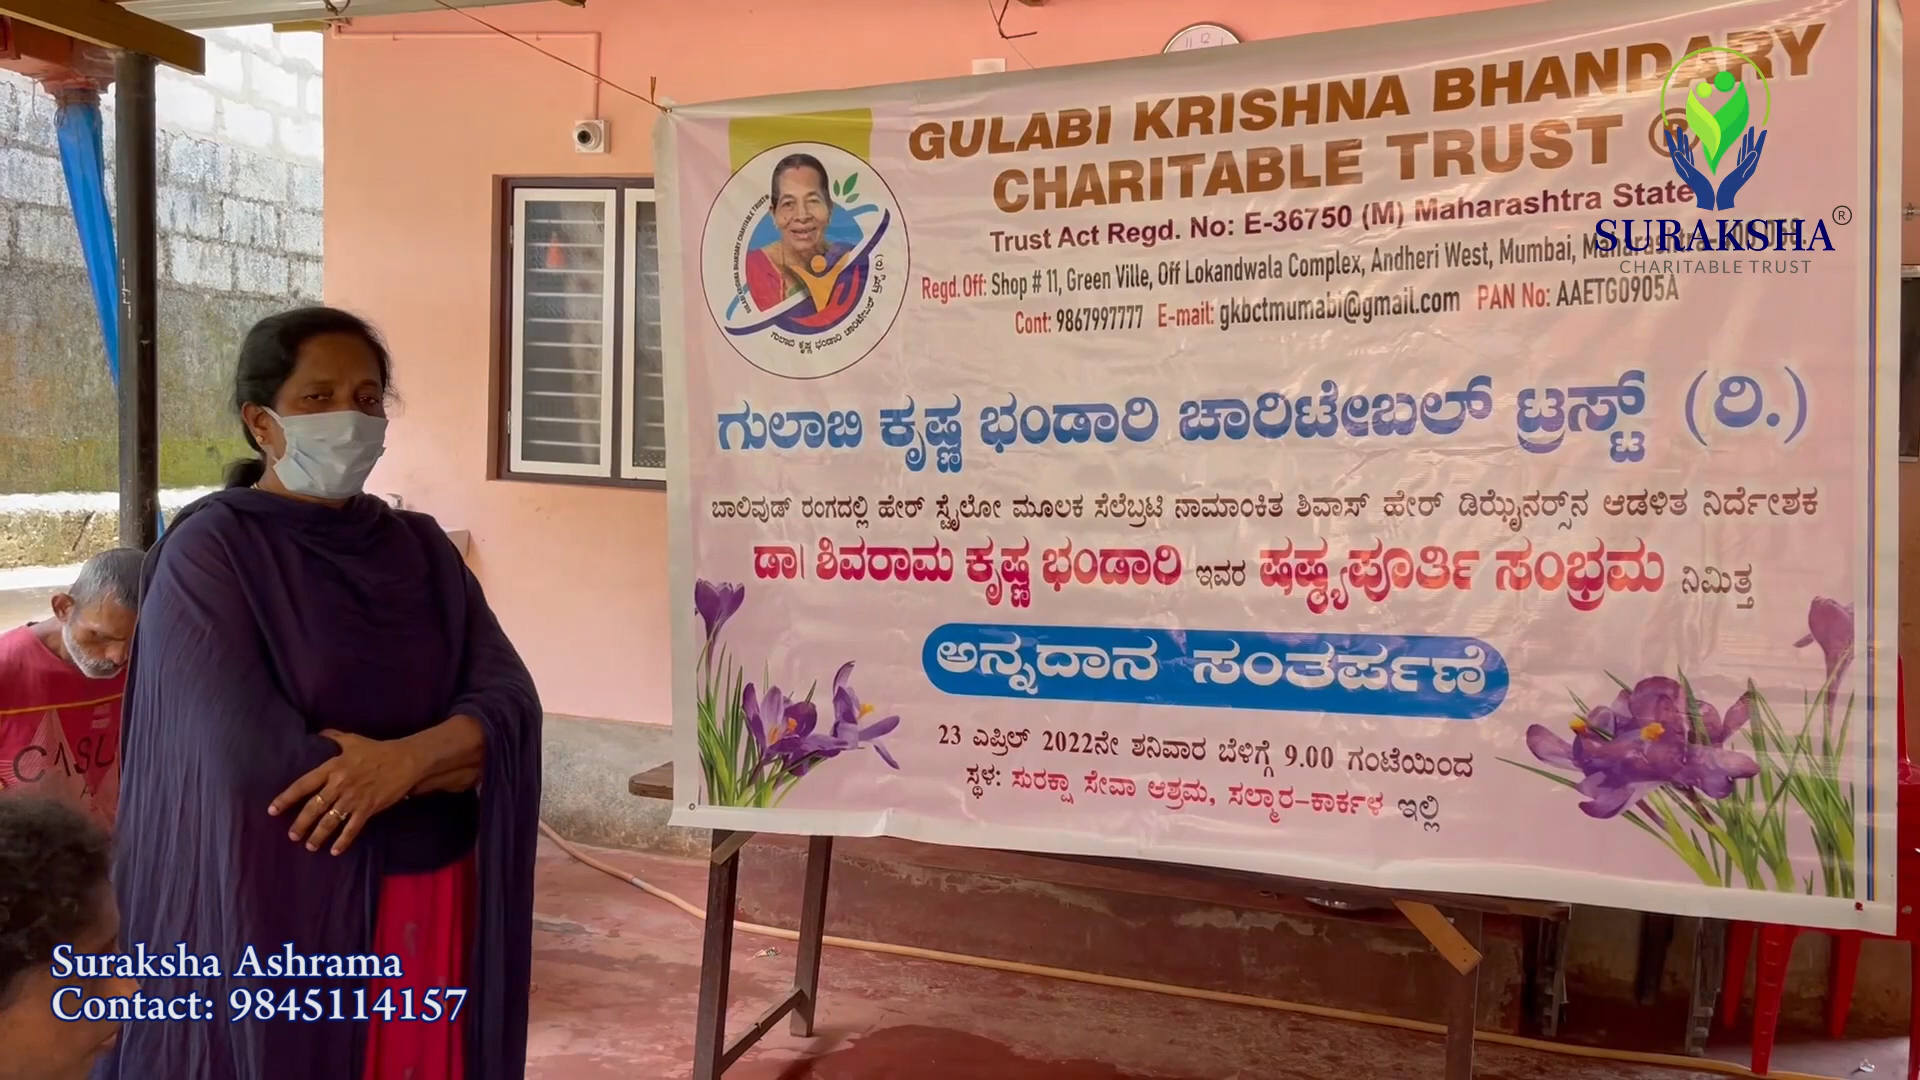 GULABI KRISHNA BHANDARY
CHARITABLE TRUST ®
Trust Act Regd. No: E-36750 (M) Maharashtra State
Regd.Off: Shop # 11, Green Ville, Off Lokandwala Complex, Andheri West, Mumbai,
Cont: 9867997777 E-mail: gkbctmumabi@gmail.com PAN No: AAETG0905A
ಗುಲಾಬಿ ಕೃಷ್ಣ ಭಂಡಾರಿ ಚಾರಿಟೇಬಲ್
ಗುಲಾಬಿ ಕೃಷ್ಣ ಭಂಡಾರಿ ಚಾರಿಟೇಬಲ್ ಟ್ರಸ್ಟ್ (ರಿ.)
ಬಾಲಿವುಡ್ ರಂಗದಲ್ಲಿ ಹೇರ್ ಸ್ಟೈಲೋ ಮೂಲಕ ಸೆಲೆಬ್ರಟಿ ನಾಮಾಂಕಿತ ಶಿವಾಸ್ ಹೇರ್ ಡಿಝೈನರ್ಸ್‌ನ ಆಡಳಿತ ನಿರ್ದೇಶಕ
ಡಾ। ಶಿವರಾಮ ಕೃಷ್ಣ ಭಂಡಾರಿ ಇವರ ಷಷ್ಠ್ಯಪೂರ್ತಿ ಸಂಭ್ರಮ ನಿಮಿತ್ತ
ಅನ್ನದಾನ ಸಂತರ್ಪಣೆ
23 ಎಪ್ರಿಲ್ 2022ನೇ ಶನಿವಾರ ಬೆಳಿಗ್ಗೆ 9.00 ಗಂಟೆಯಿಂದ
ಸ್ಥಳ: ಸುರಕ್ಷಾ ಸೇವಾ ಆಶ್ರಮ, ಸಲ್ಮಾರ-ಕಾರ್ಕಳ ಇಲ್ಲಿ
SURAKSHA ®
CHARITABLE TRUST
Suraksha Ashrama
Contact: 9845114157